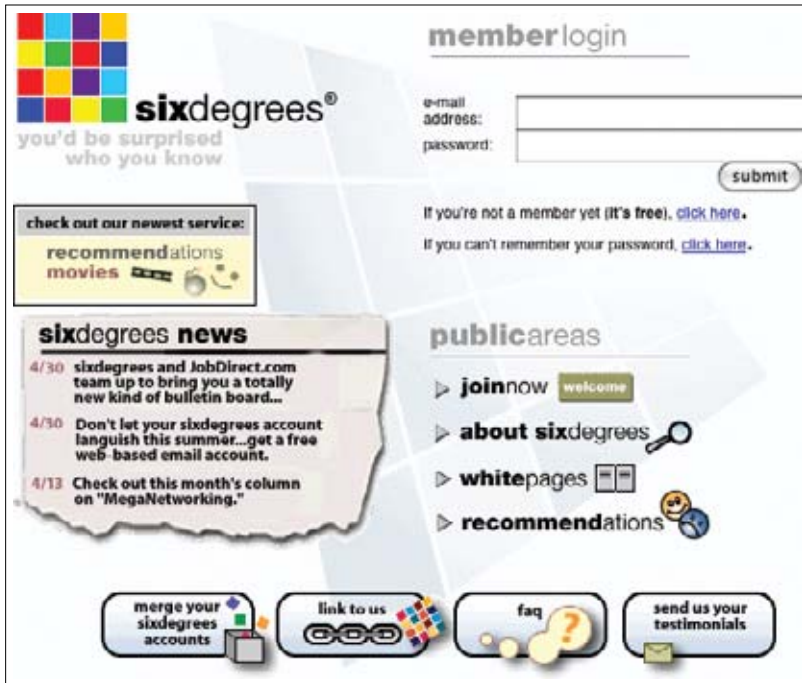 sixdegrees®
you'd be surprised
who you know
memberlogin
e-mail
address:
password:
submit
If you're not a member yet (it's free), click here.
If you can't remember your password, click here.
check out our newest service:
recommendations
movies
sixdegrees news
4/30 sixdegrees and JobDirect.com
team up to bring you a totally
new kind of bulletin board...
4/30 Don't let your sixdegrees account
languish this summer...get a free
web-based email account.
4/13 Check out this month's column
on "MegaNetworking."
publicareas
joinnow welcome
about sixdegrees
whitepages
recommendations
merge your
sixdegrees
accounts
link to us
faq
?
send us your
testimonials